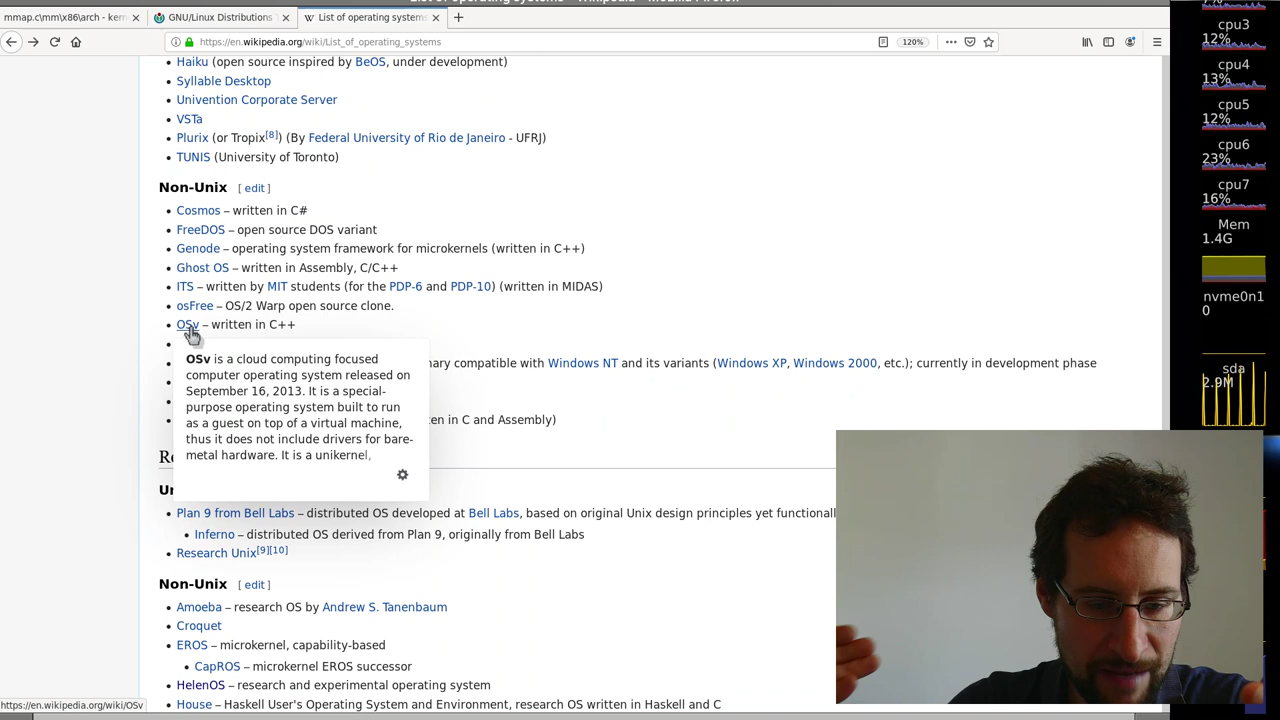 mmap.c\mm\x86\arch - kern
GNU/Linux Distributions T
List of operating systems
https://en.wikipedia.org/wiki/List_of_operating_systems
120%
Haiku (open source inspired by BeOS, under development)
Syllable Desktop
Univention Corporate Server
VSTa
Plurix (or Tropix[8]) (By Federal University of Rio de Janeiro - UFRJ)
TUNIS (University of Toronto)
Non-Unix [ edit ]
Cosmos – written in C#
FreeDOS – open source DOS variant
Genode – operating system framework for microkernels (written in C++)
Ghost OS – written in Assembly, C/C++
ITS – written by MIT students (for the PDP-6 and PDP-10) (written in MIDAS)
osFree – OS/2 Warp open source clone.
OSv – written in C++
OSv is a cloud computing focused
computer operating system released on
September 16, 2013. It is a special-
purpose operating system built to run
as a guest on top of a virtual machine,
thus it does not include drivers for bare-
metal hardware. It is a unikernel,
nary compatible with Windows NT and its variants (Windows XP, Windows 2000, etc.); currently in development phase
ten in C and Assembly)
Plan 9 from Bell Labs – distributed OS developed at Bell Labs, based on original Unix design principles yet functionall
Inferno – distributed OS derived from Plan 9, originally from Bell Labs
Research Unix[9][10]
Non-Unix [ edit ]
Amoeba – research OS by Andrew S. Tanenbaum
Croquet
EROS – microkernel, capability-based
CapROS – microkernel EROS successor
HelenOS – research and experimental operating system
House – Haskell User's Operating System and Environment, research OS written in Haskell and C
https://en.wikipedia.org/wiki/OSv
cpu3
12%
cpu4
13%
cpu5
12%
cpu6
23%
cpu7
16%
Mem
1.4G
nvme0n1
0
sda
2.9M